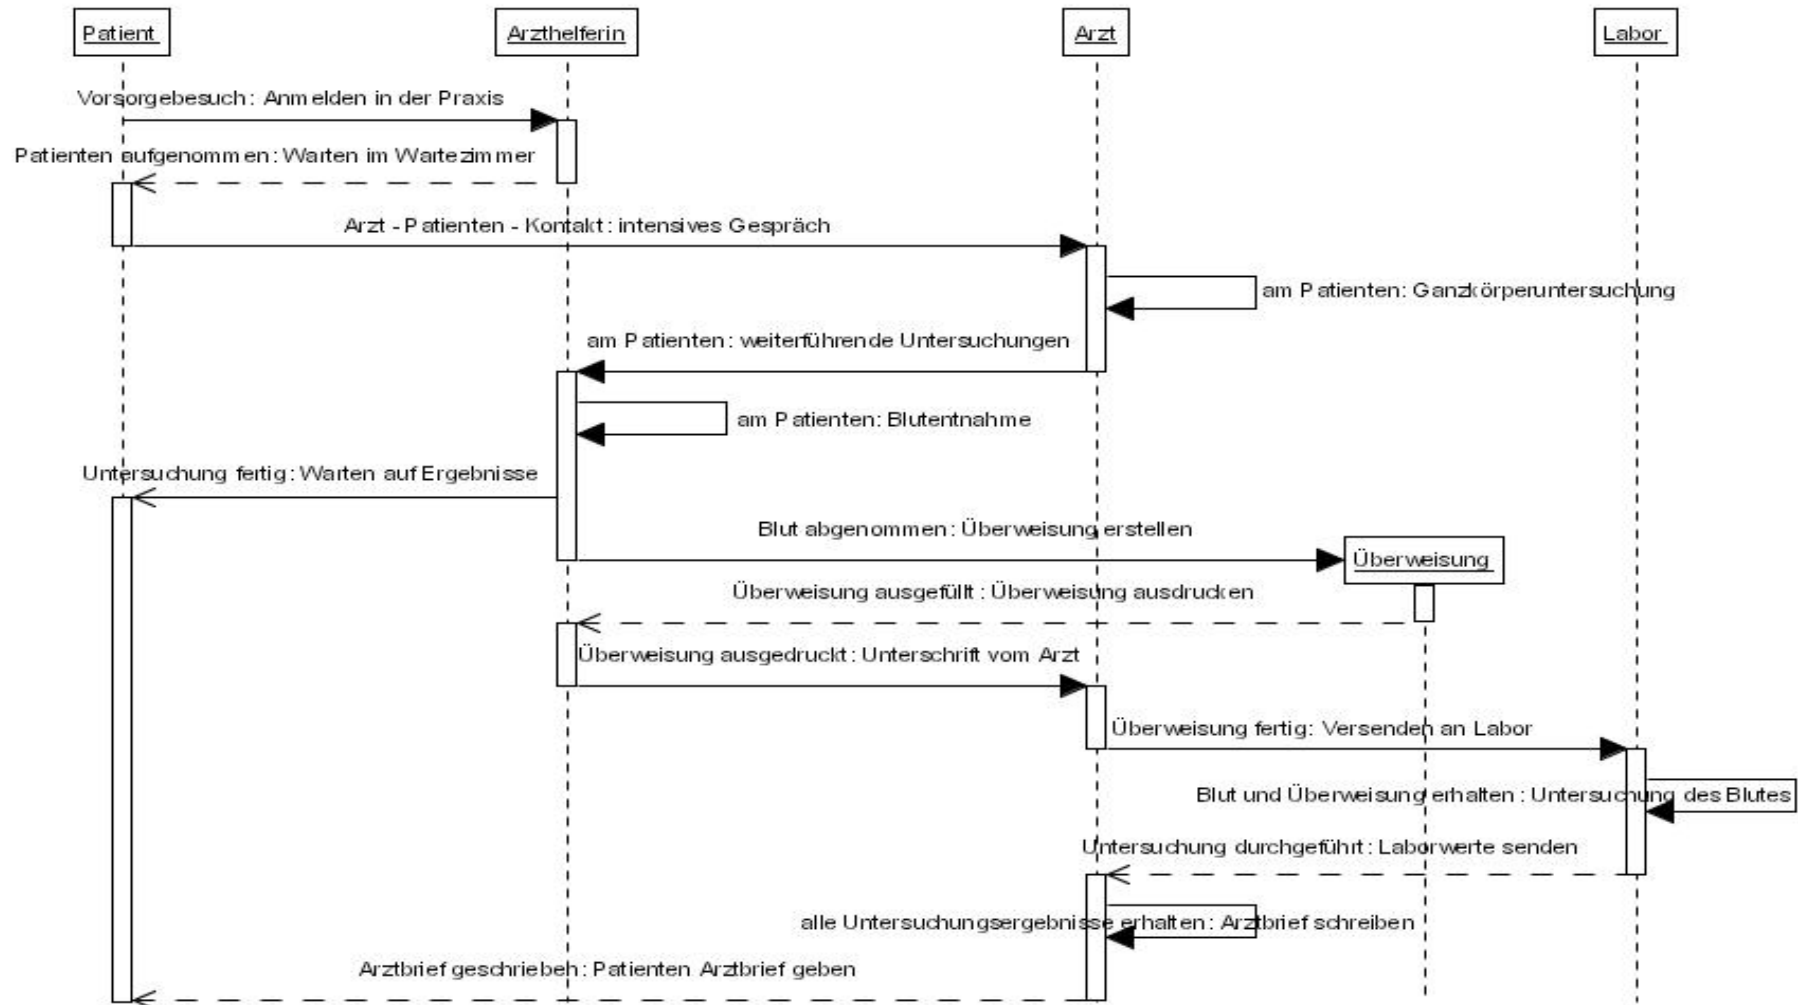 Patient
Arzthelferin
Arzt
Labor
Vorsorgebesuch: Anmelden in der Praxis
Patienten aufgenommen: Warten im Wartezimmer
Arzt - Patienten - Kontakt: intensives Gespräch
am Patienten: Ganzkörperuntersuchung
am Patienten: weiterführende Untersuchungen
am Patienten: Blutentnahme
Untersuchung fertig: Warten auf Ergebnisse
Blut abgenommen: Überweisung erstellen
Überweisung
Überweisung ausgefüllt: Überweisung ausdrucken
Überweisung ausgedruckt: Unterschrift vom Arzt
Überweisung fertig: Versenden an Labor
Blut und Überweisung erhalten: Untersuchung des Blutes
Untersuchung durchgeführt: Laborwerte senden
alle Untersuchungsergebnisse erhalten: Arztbrief schreiben
Arztbrief geschrieben: Patienten Arztbrief geben